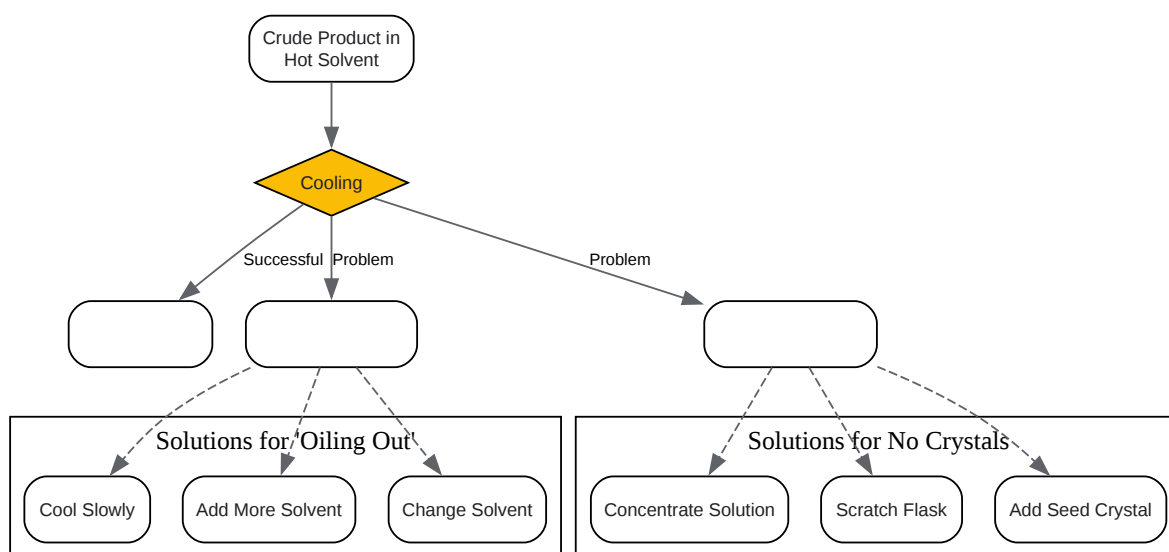 Crude Product in
Hot Solvent
Cooling
Successful
Problem
Problem
Solutions for 'Oiling Out'
Solutions for No Crystals
Cool Slowly
Add More Solvent
Change Solvent
Concentrate Solution
Scratch Flask
Add Seed Crystal